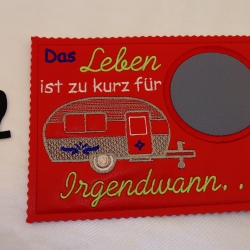 Das Leben
ist zu kurz für
Irgendwann. .